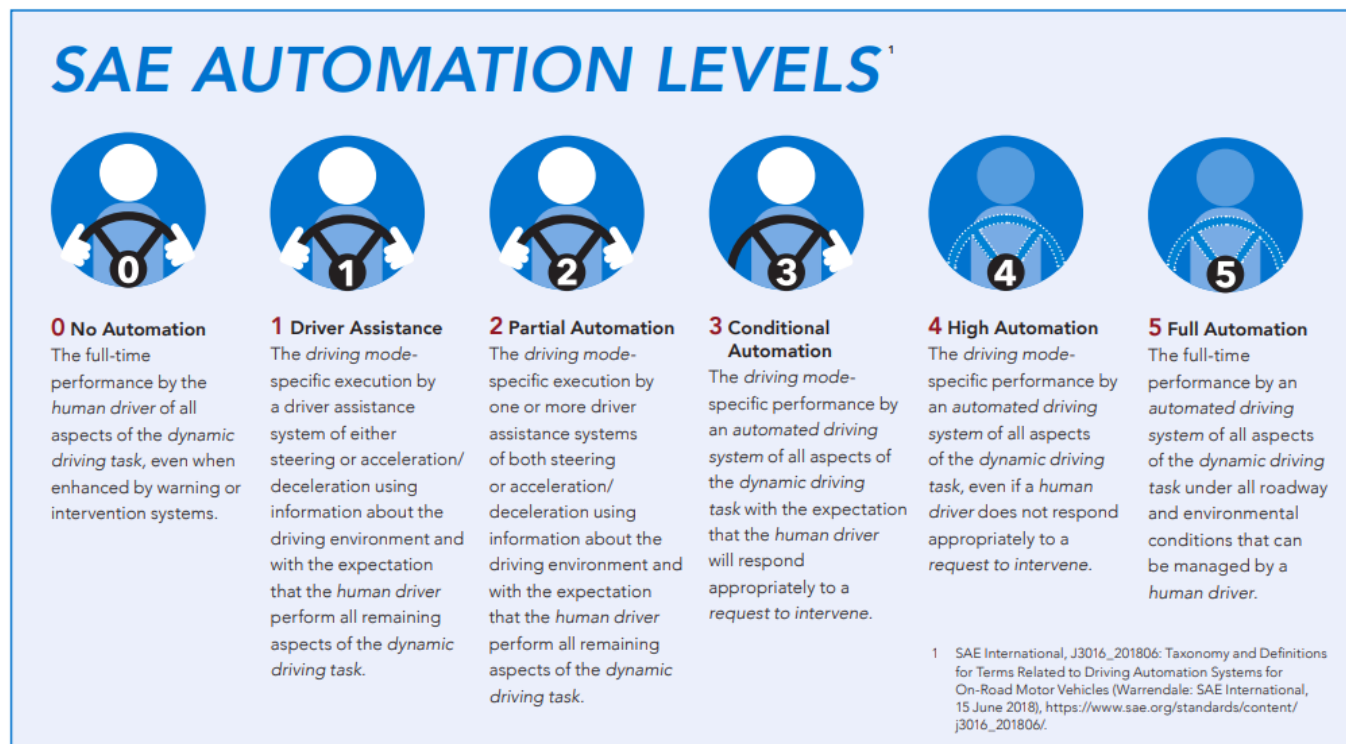 SAE AUTOMATION LEVELS 1
0
1
2
3
4
5
0 No Automation
The full-time
performance by the
human driver of all
aspects of the dynamic
driving task, even when
enhanced by warning or
intervention systems.
1 Driver Assistance
The driving mode-
specific execution by
a driver assistance
system of either
steering or acceleration/
deceleration using
information about the
driving environment and
with the expectation
that the human driver
perform all remaining
aspects of the dynamic
driving task.
2 Partial Automation
The driving mode-
specific execution by
one or more driver
assistance systems
of both steering
or acceleration/
deceleration using
information about the
driving environment and
with the expectation
that the human driver
perform all remaining
aspects of the dynamic
driving task.
3 Conditional
Automation
The driving mode-
specific performance by
an automated driving
system of all aspects of
the dynamic driving
task with the expectation
that the human driver
will respond
appropriately to a
request to intervene.
4 High Automation
The driving mode-
specific performance by
an automated driving
system of all aspects
of the dynamic driving
task, even if a human
driver does not respond
appropriately to a
request to intervene.
5 Full Automation
The full-time
performance by an
automated driving
system of all aspects
of the dynamic driving
task under all roadway
and environmental
conditions that can
be managed by a
human driver.
1 SAE International, J3016_201806: Taxonomy and Definitions
for Terms Related to Driving Automation Systems for
On-Road Motor Vehicles (Warrendale: SAE International,
15 June 2018), https://www.sae.org/standards/content/
j3016_201806/.